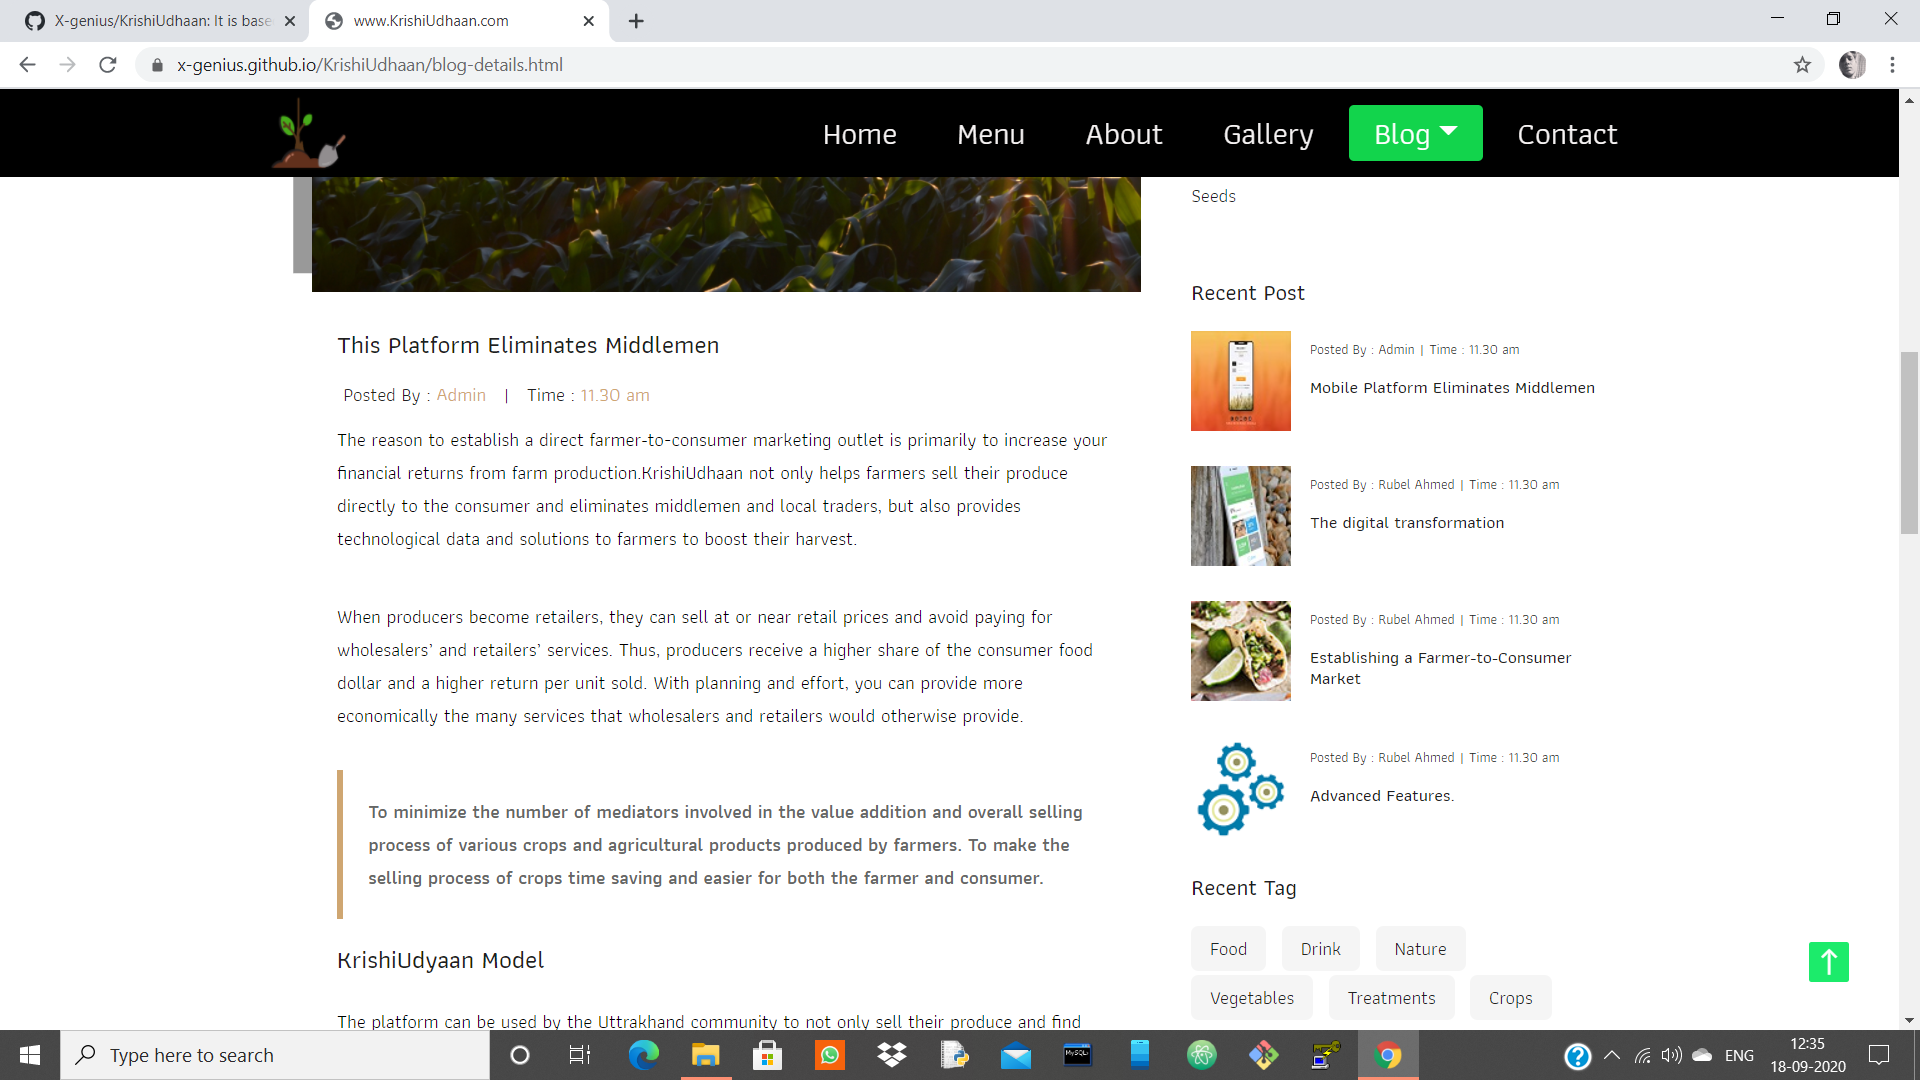 X-genius/KrishiUdhaan: It is base
www.KrishiUdhaan.com
x-genius.github.io/KrishiUdhaan/blog-details.html
Home Menu About Gallery Blog Contact
Seeds
This Platform Eliminates Middlemen
Posted By : Admin | Time : 11.30 am
The reason to establish a direct farmer-to-consumer marketing outlet is primarily to increase your
financial returns from farm production.KrishiUdhaan not only helps farmers sell their produce
directly to the consumer and eliminates middlemen and local traders, but also provides
technological data and solutions to farmers to boost their harvest.
When producers become retailers, they can sell at or near retail prices and avoid paying for
wholesalers’ and retailers’ services. Thus, producers receive a higher share of the consumer food
dollar and a higher return per unit sold. With planning and effort, you can provide more
economically the many services that wholesalers and retailers would otherwise provide.
To minimize the number of mediators involved in the value addition and overall selling
process of various crops and agricultural products produced by farmers. To make the
selling process of crops time saving and easier for both the farmer and consumer.
KrishiUdyaan Model
The platform can be used by the Uttrakhand community to not only sell their produce and find
Recent Post
Posted By : Admin | Time : 11.30 am
Mobile Platform Eliminates Middlemen
Posted By : Rubel Ahmed | Time : 11.30 am
The digital transformation
Posted By : Rubel Ahmed | Time : 11.30 am
Establishing a Farmer-to-Consumer
Market
Posted By : Rubel Ahmed | Time : 11.30 am
Advanced Features.
Recent Tag
Food Drink Nature
Vegetables Treatments Crops
Type here to search
ENG
12:35
18-09-2020